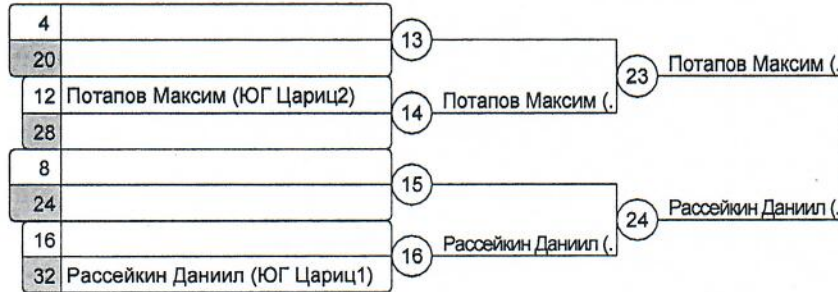 4
13
20
23 Потапов Максим (.
12 Потапов Максим (ЮГ Цариц2)
14 Потапов Максим (.
28
8
15
24
24 Рассейкин Даниил (.
16
16 Рассейкин Даниил (.
32 Рассейкин Даниил (ЮГ Цариц1)